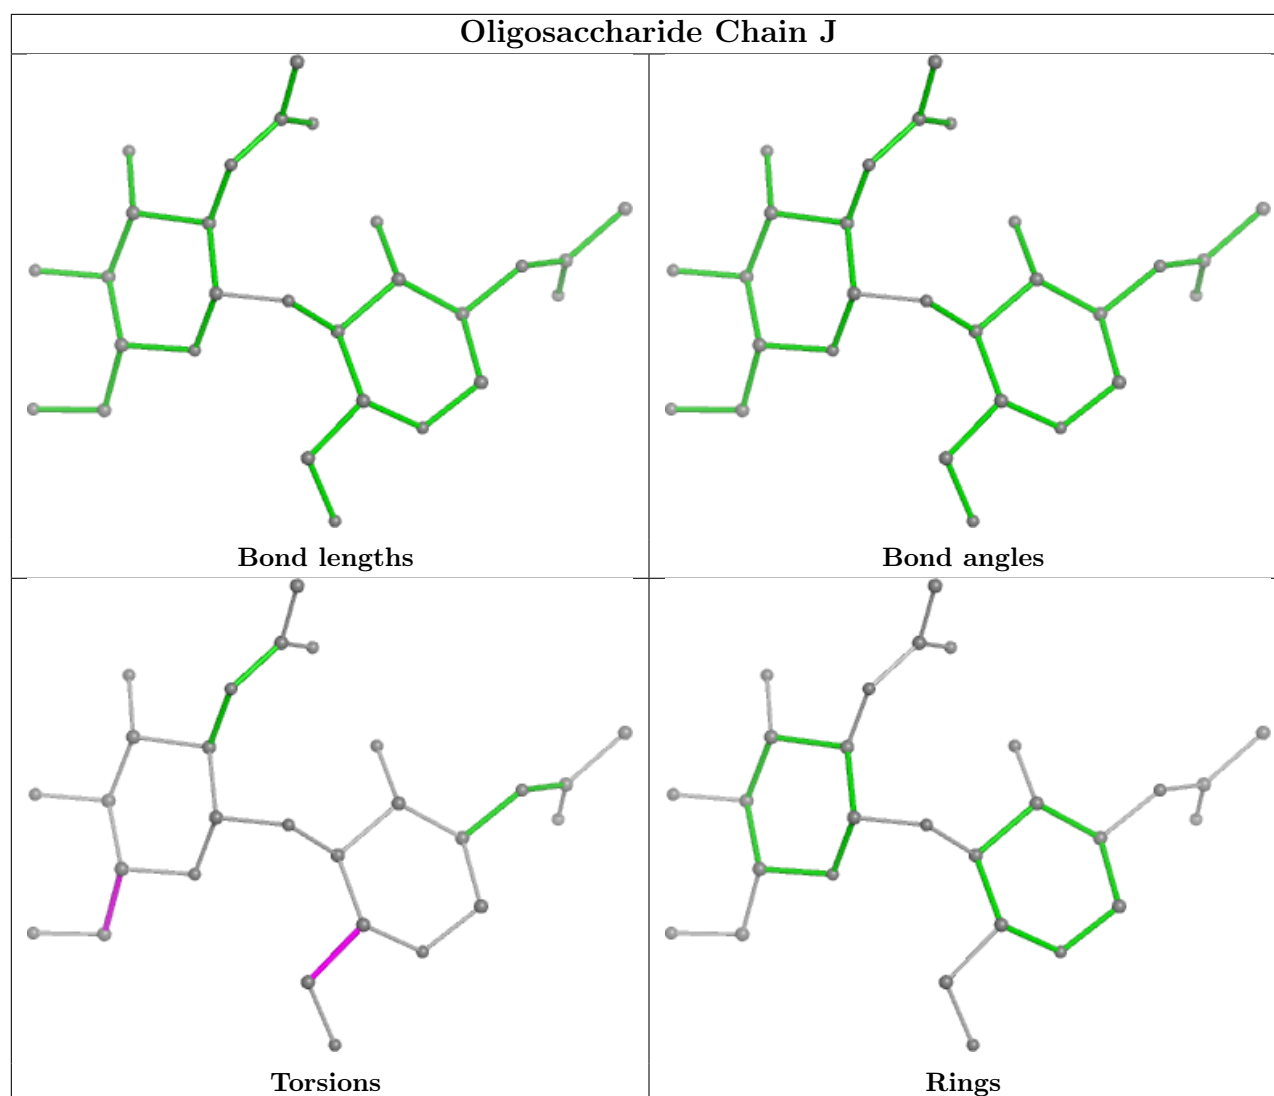 Oligosaccharide Chain J
Bond lengths
Bond angles
Torsions
Rings